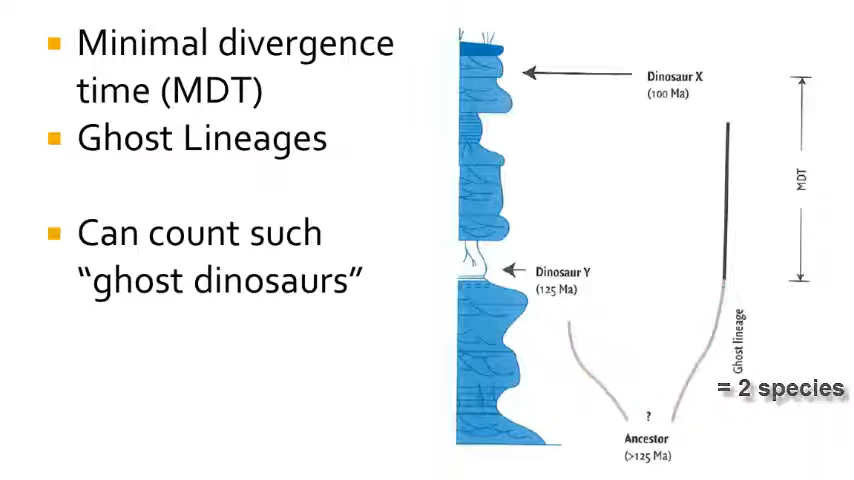 Minimal divergence
time (MDT)
Ghost Lineages
Can count such
“ghost dinosaurs”
Dinosaur X
(100 Ma)
MDT
Dinosaur Y
(125 Ma)
Ghost lineage
= 2 species
?
Ancestor
(>125 Ma)